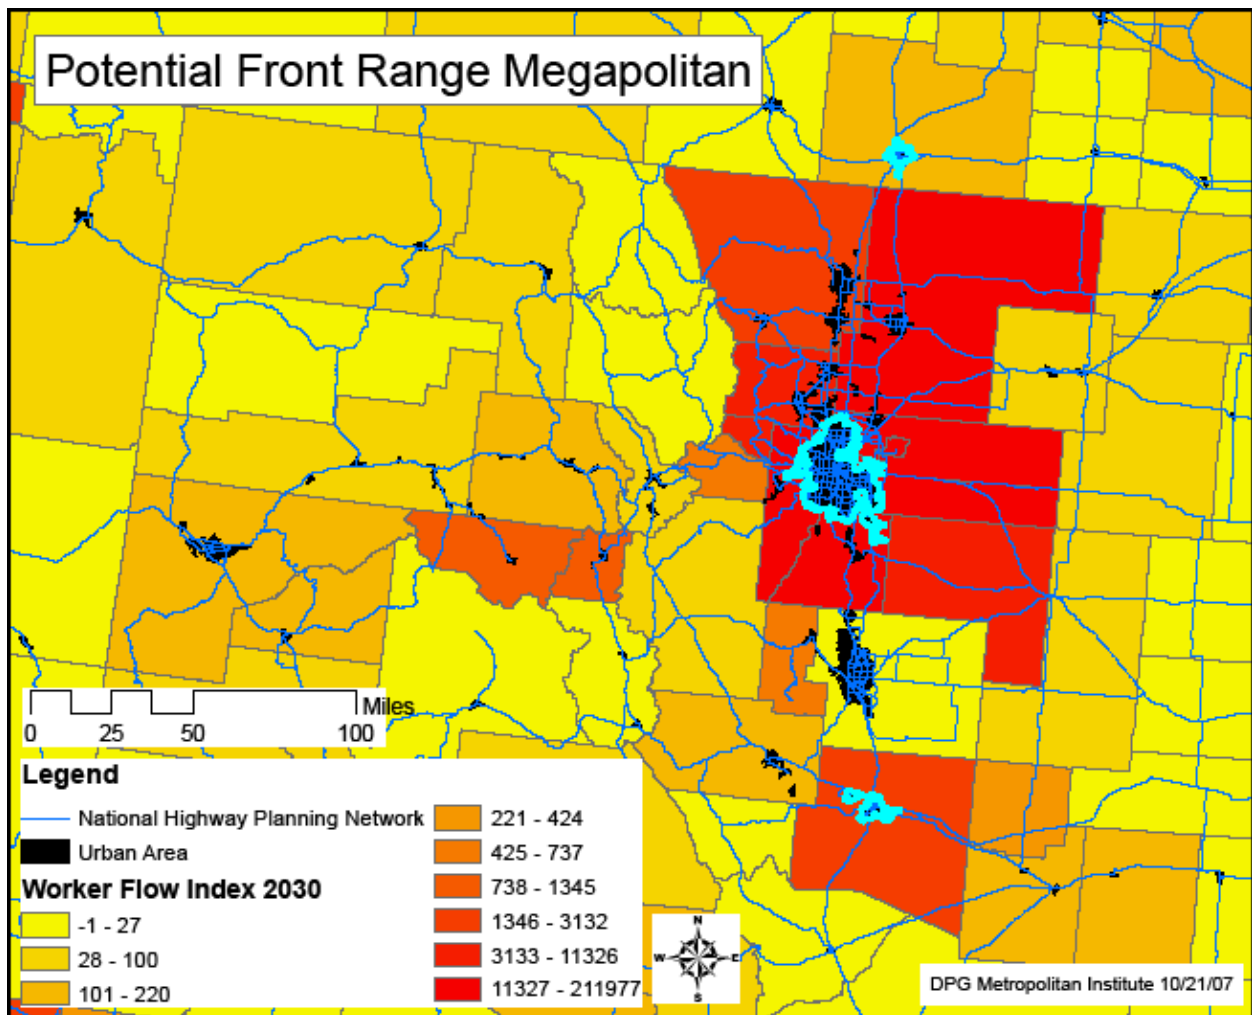 Potential Front Range Megapolitan
Miles
0 25 50 100
Legend
National Highway Planning Network
Urban Area
Worker Flow Index 2030
-1 - 27
28 - 100
101 - 220
221 - 424
425 - 737
738 - 1345
1346 - 3132
3133 - 11326
11327 - 211977
N
W E
S
DPG Metropolitan Institute 10/21/07